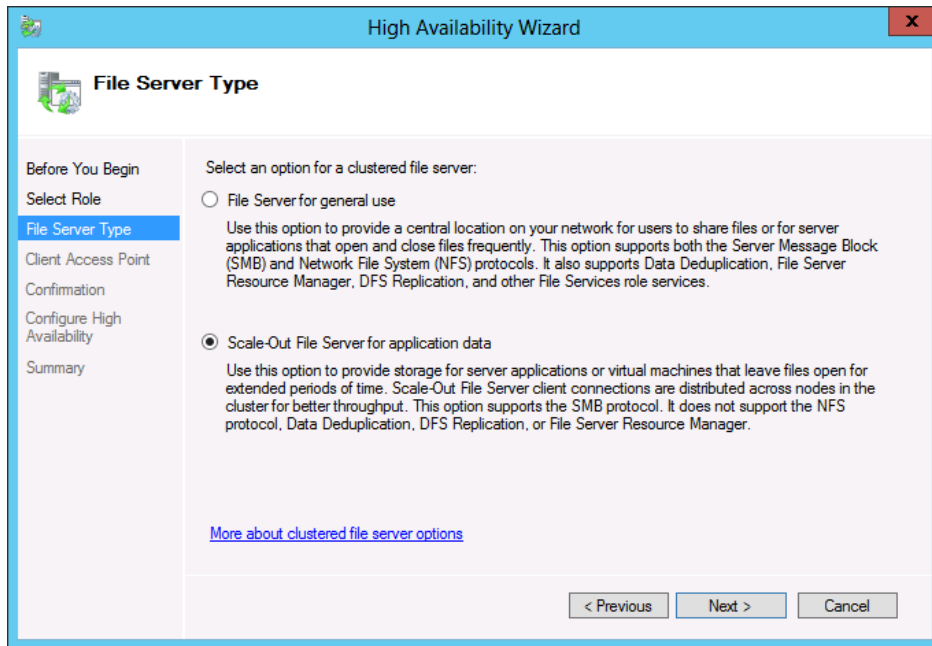 High Availability Wizard
x
File Server Type
Before You Begin
Select Role
File Server Type
Client Access Point
Confirmation
Configure High
Availability
Summary
Select an option for a clustered file server:
File Server for general use
Use this option to provide a central location on your network for users to share files or for server
applications that open and close files frequently. This option supports both the Server Message Block
(SMB) and Network File System (NFS) protocols. It also supports Data Deduplication, File Server
Resource Manager, DFS Replication, and other File Services role services.
Scale-Out File Server for application data
Use this option to provide storage for server applications or virtual machines that leave files open for
extended periods of time. Scale-Out File Server client connections are distributed across nodes in the
cluster for better throughput. This option supports the SMB protocol. It does not support the NFS
protocol, Data Deduplication, DFS Replication, or File Server Resource Manager.
More about clustered file server options
< Previous
Next >
Cancel